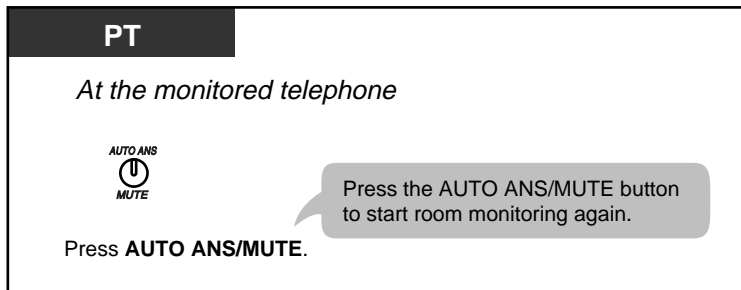 PT
At the monitored telephone
AUTO ANS
MUTE
Press the AUTO ANS/MUTE button
to start room monitoring again.
Press AUTO ANS/MUTE.